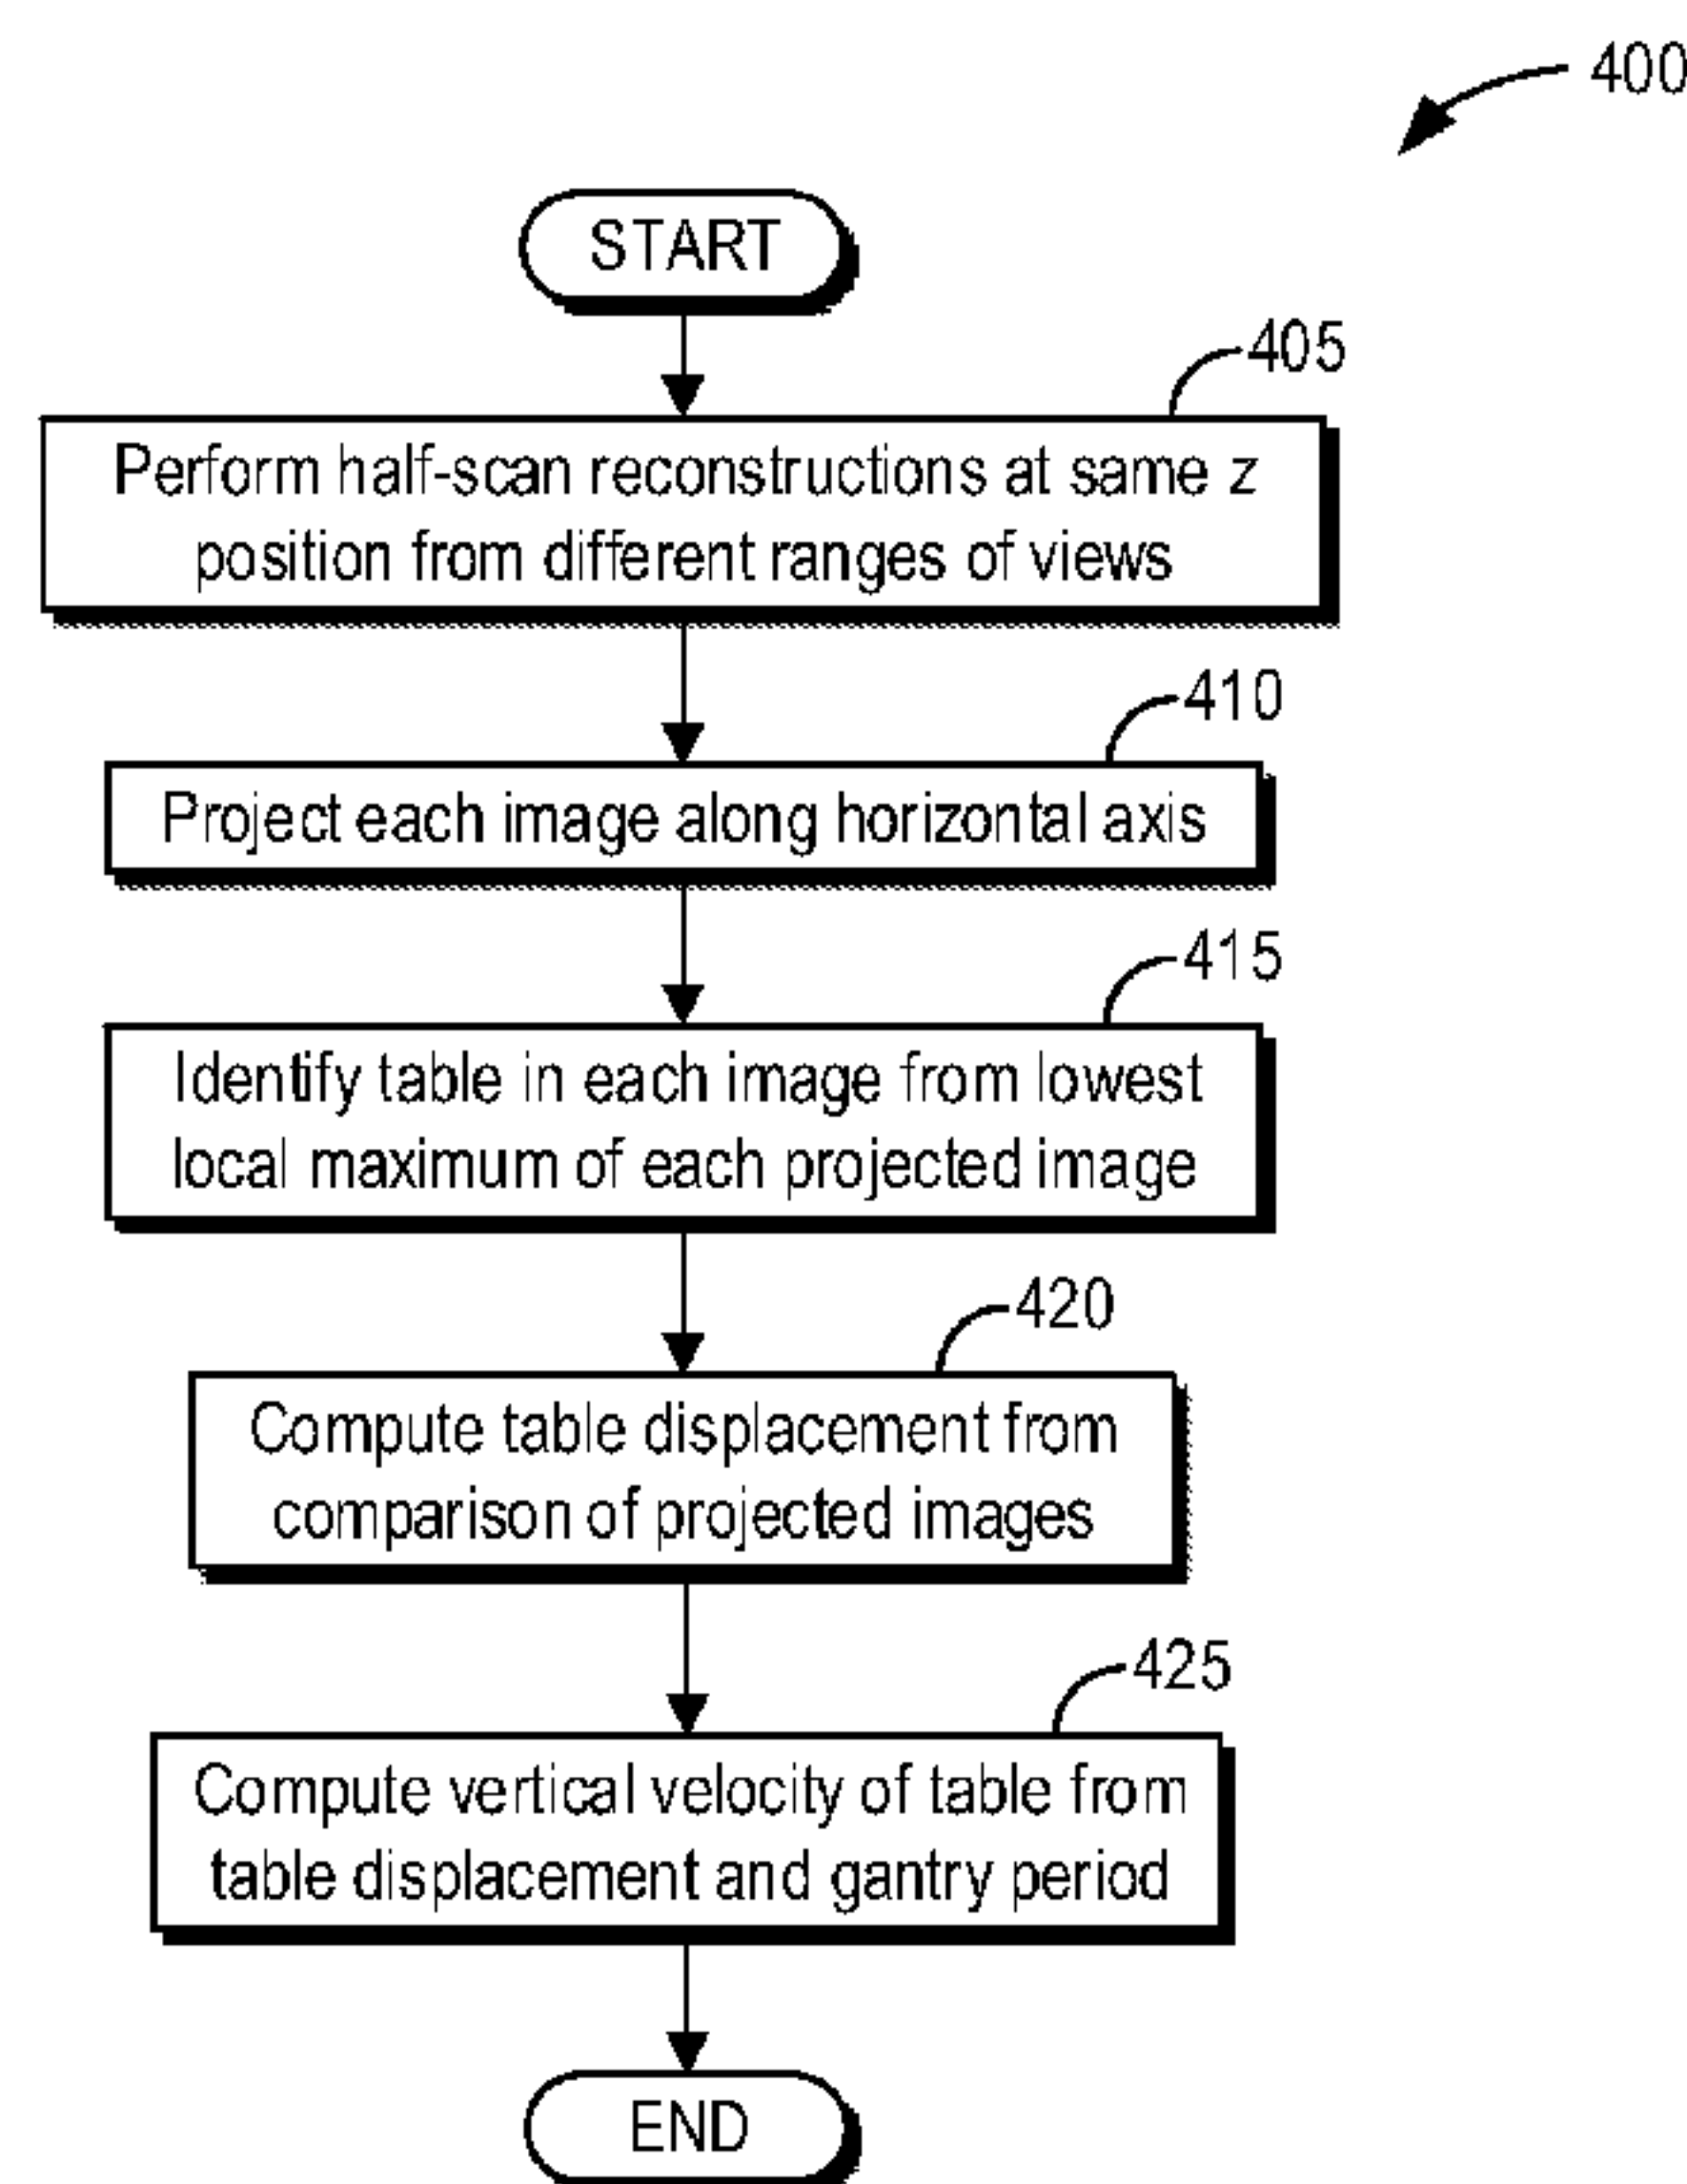 400
START
405
Perform half-scan reconstructions at same z
position from different ranges of views
410
Project each image along horizontal axis
415
Identify table in each image from lowest
local maximum of each projected image
420
Compute table displacement from
comparison of projected images
425
Compute vertical velocity of table from
table displacement and gantry period
END